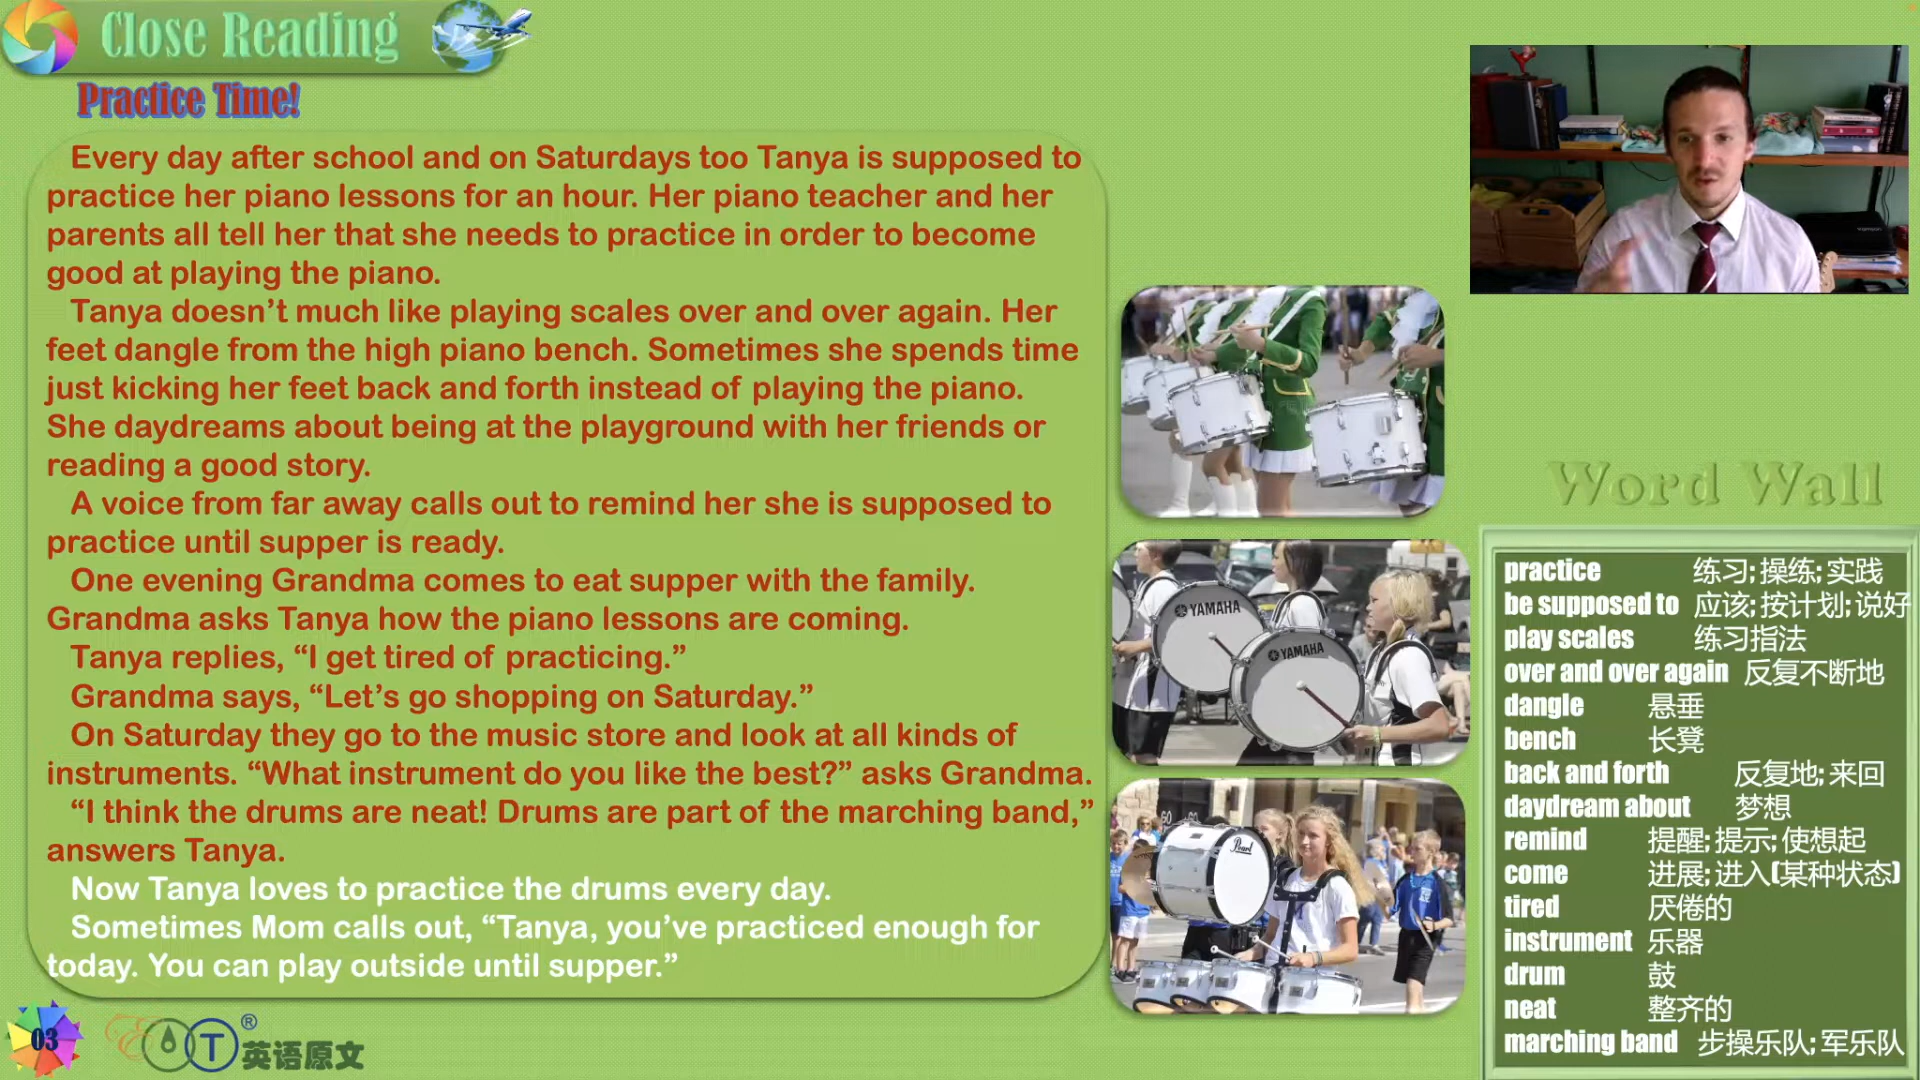 Close Reading
Practice Time!
Every day after school and on Saturdays too Tanya is supposed to
practice her piano lessons for an hour. Her piano teacher and her
parents all tell her that she needs to practice in order to become
good at playing the piano.
Tanya doesn’t much like playing scales over and over again. Her
feet dangle from the high piano bench. Sometimes she spends time
just kicking her feet back and forth instead of playing the piano.
She daydreams about being at the playground with her friends or
reading a good story.
A voice from far away calls out to remind her she is supposed to
practice until supper is ready.
One evening Grandma comes to eat supper with the family.
Grandma asks Tanya how the piano lessons are coming.
Tanya replies, “I get tired of practicing.”
Grandma says, “Let’s go shopping on Saturday.”
On Saturday they go to the music store and look at all kinds of
instruments. “What instrument do you like the best?” asks Grandma.
“I think the drums are neat! Drums are part of the marching band,”
answers Tanya.
Now Tanya loves to practice the drums every day.
Sometimes Mom calls out, “Tanya, you’ve practiced enough for
today. You can play outside until supper.”
YAMAHA
YAMAHA
Pearl
Word Wall
practice 练习; 操练; 实践
be supposed to 应该; 按计划; 说好
play scales 练习指法
over and over again 反复不断地
dangle 悬垂
bench 长凳
back and forth 反复地; 来回
daydream about 梦想
remind 提醒; 提示; 使想起
come 进展; 进入(某种状态)
tired 厌倦的
instrument 乐器
drum 鼓
neat 整齐的
marching band 步操乐队; 军乐队
03
E T ® 英语原文